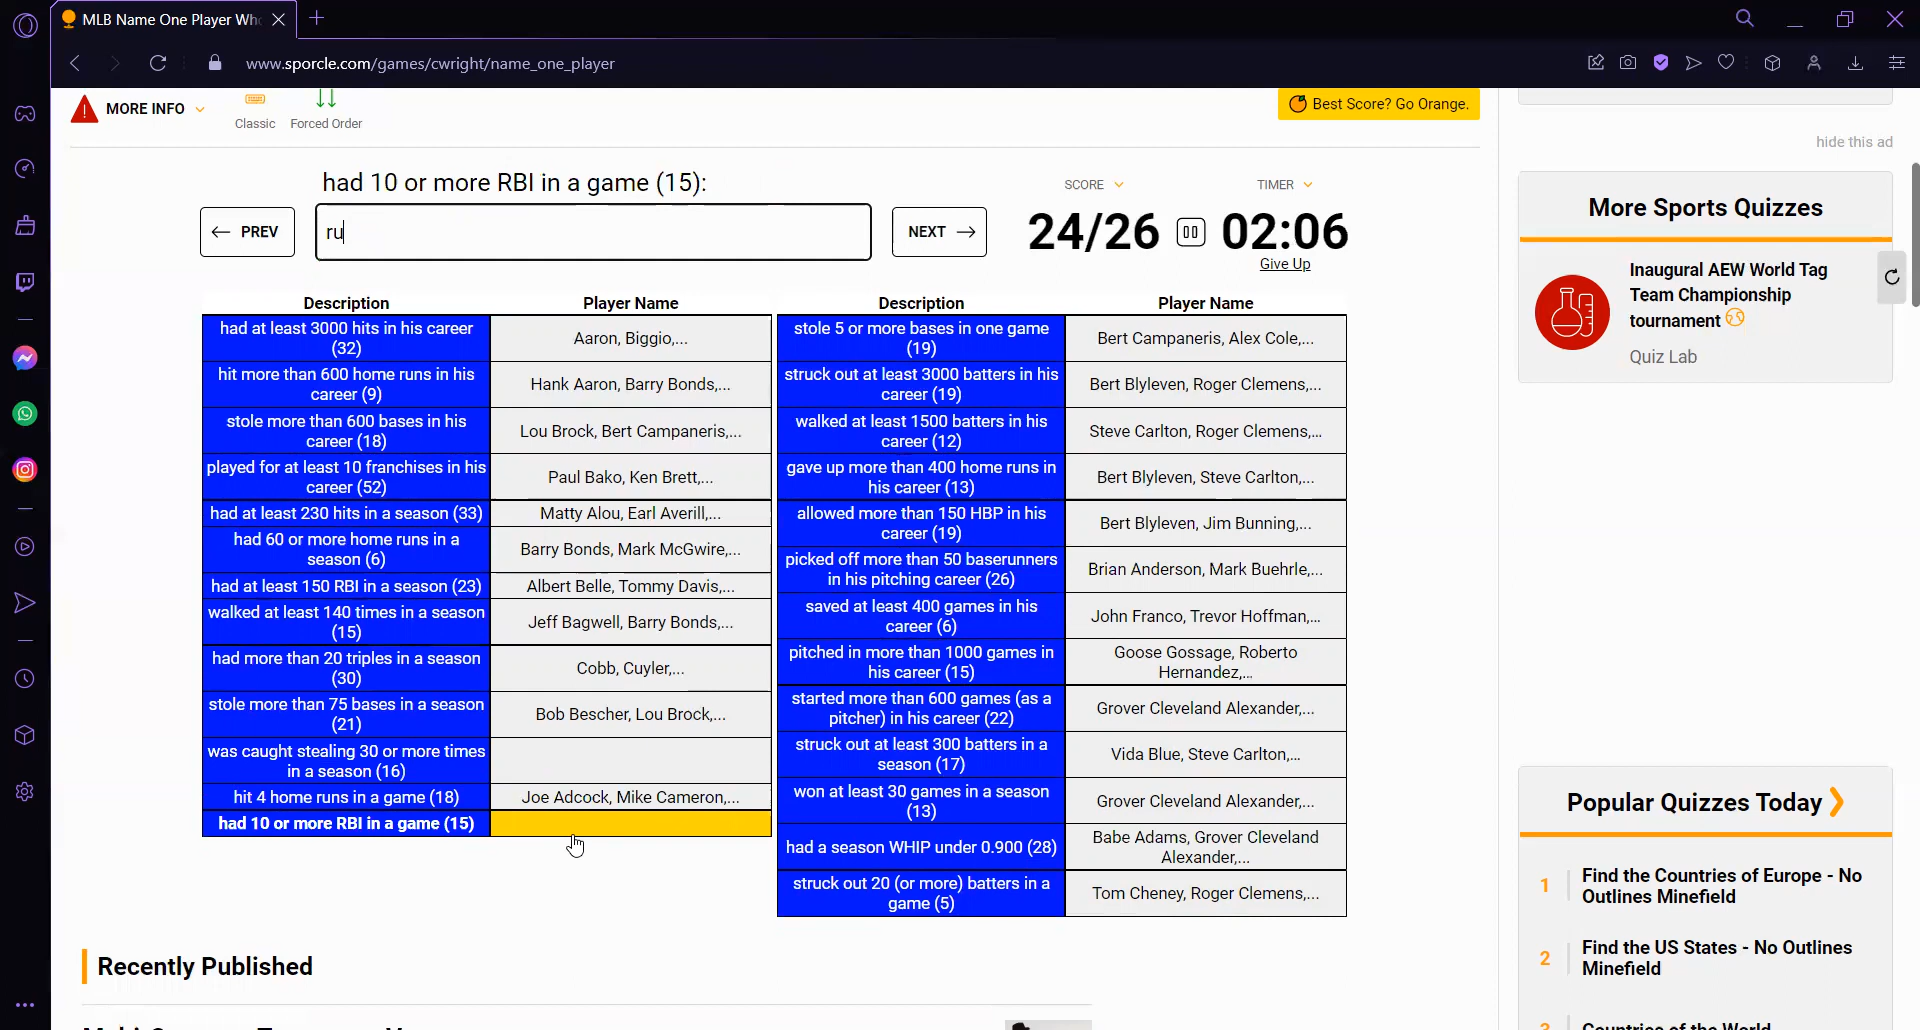 MLB Name One Player Who
www.sporcle.com/games/cwright/name_one_player
MORE INFO
Classic
Forced Order
Best Score? Go Orange.
hide this ad
had 10 or more RBI in a game (15):
SCORE
TIMER
PREV
ru
NEXT
24/26
02:06
Give Up
More Sports Quizzes
Inaugural AEW World Tag
Team Championship
tournament
Quiz Lab
Description
Player Name
had at least 3000 hits in his career
(32)
Aaron, Biggio,...
hit more than 600 home runs in his
career (9)
Hank Aaron, Barry Bonds,...
stole more than 600 bases in his
career (18)
Lou Brock, Bert Campaneris,...
played for at least 10 franchises in his
career (52)
Paul Bako, Ken Brett,...
had at least 230 hits in a season (33)
Matty Alou, Earl Averill,...
had 60 or more home runs in a
season (6)
Barry Bonds, Mark McGwire,...
had at least 150 RBI in a season (23)
Albert Belle, Tommy Davis,...
walked at least 140 times in a season
(15)
Jeff Bagwell, Barry Bonds,...
had more than 20 triples in a season
(30)
Cobb, Cuyler,...
stole more than 75 bases in a season
(21)
Bob Bescher, Lou Brock,...
was caught stealing 30 or more times
in a season (16)
hit 4 home runs in a game (18)
Joe Adcock, Mike Cameron,...
had 10 or more RBI in a game (15)
Description
Player Name
stole 5 or more bases in one game
(19)
Bert Campaneris, Alex Cole,...
struck out at least 3000 batters in his
career (19)
Bert Blyleven, Roger Clemens,...
walked at least 1500 batters in his
career (12)
Steve Carlton, Roger Clemens,...
gave up more than 400 home runs in
his career (13)
Bert Blyleven, Steve Carlton,...
allowed more than 150 HBP in his
career (19)
Bert Blyleven, Jim Bunning,...
picked off more than 50 baserunners
in his pitching career (26)
Brian Anderson, Mark Buehrle,...
saved at least 400 games in his
career (6)
John Franco, Trevor Hoffman,...
pitched in more than 1000 games in
his career (15)
Goose Gossage, Roberto
Hernandez,...
started more than 600 games (as a
pitcher) in his career (22)
Grover Cleveland Alexander,...
struck out at least 300 batters in a
season (17)
Vida Blue, Steve Carlton,...
won at least 30 games in a season
(13)
Grover Cleveland Alexander,...
had a season WHIP under 0.900 (28)
Babe Adams, Grover Cleveland
Alexander,...
struck out 20 (or more) batters in a
game (5)
Tom Cheney, Roger Clemens,...
Popular Quizzes Today
1 Find the Countries of Europe - No
Outlines Minefield
2 Find the US States - No Outlines
Minefield
Countries of the World
Recently Published